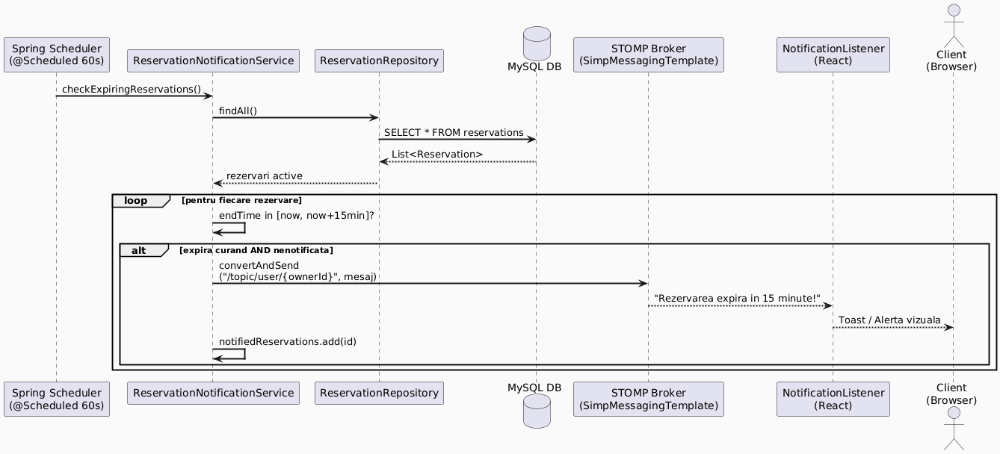 Spring Scheduler
(@Scheduled 60s)
ReservationNotificationService
ReservationRepository
MySQL DB
STOMP Broker
(SimpMessagingTemplate)
NotificationListener
(React)
Client
(Browser)
checkExpiringReservations()
findAll()
SELECT * FROM reservations
List<Reservation>
rezervari active
loop
[pentru fiecare rezervare]
endTime in [now, now+15min]?
alt
[expira curand AND nenotificata]
convertAndSend
("/topic/user/{ownerId}", mesaj)
"Rezervarea expira in 15 minute!"
Toast / Alerta vizuala
notifiedReservations.add(id)
Spring Scheduler
(@Scheduled 60s)
ReservationNotificationService
ReservationRepository
MySQL DB
STOMP Broker
(SimpMessagingTemplate)
NotificationListener
(React)
Client
(Browser)